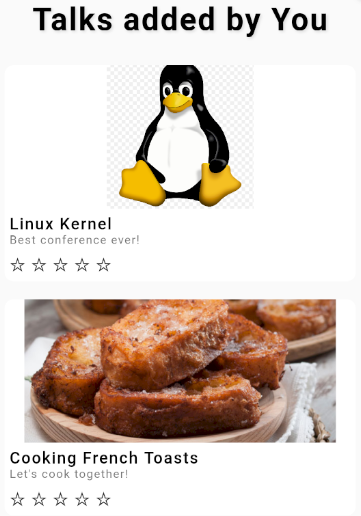 Talks added by You
Linux Kernel
Best conference ever!
☆ ☆ ☆ ☆ ☆
Cooking French Toasts
Let's cook together!
☆ ☆ ☆ ☆ ☆